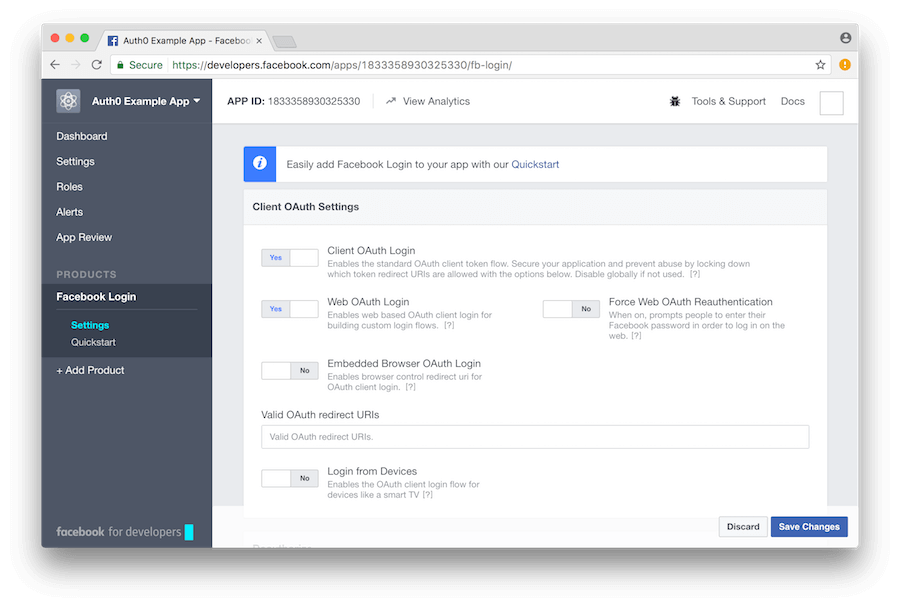 Auth0 Example App - Faceboo
Secure https://developers.facebook.com/apps/1833358930325330/fb-login/
Auth0 Example App
APP ID: 1833358930325330
View Analytics
Tools & Support
Docs
Dashboard
Settings
Roles
Alerts
App Review
PRODUCTS
Facebook Login
Settings
Quickstart
+ Add Product
facebook for developers
Easily add Facebook Login to your app with our Quickstart
Client OAuth Settings
Yes
Client OAuth Login
Enables the standard OAuth client token flow. Secure your application and prevent abuse by locking down
which token redirect URIs are allowed with the options below. Disable globally if not used. [?]
Yes
Web OAuth Login
Enables web based OAuth client login for
building custom login flows. [?]
No
Force Web OAuth Reauthentication
When on, prompts people to enter their
Facebook password in order to log in on the
web. [?]
No
Embedded Browser OAuth Login
Enables browser control redirect uri for
OAuth client login. [?]
Valid OAuth redirect URIs
Valid OAuth redirect URIs.
No
Login from Devices
Enables the OAuth client login flow for
devices like a smart TV [?]
Discard
Save Changes